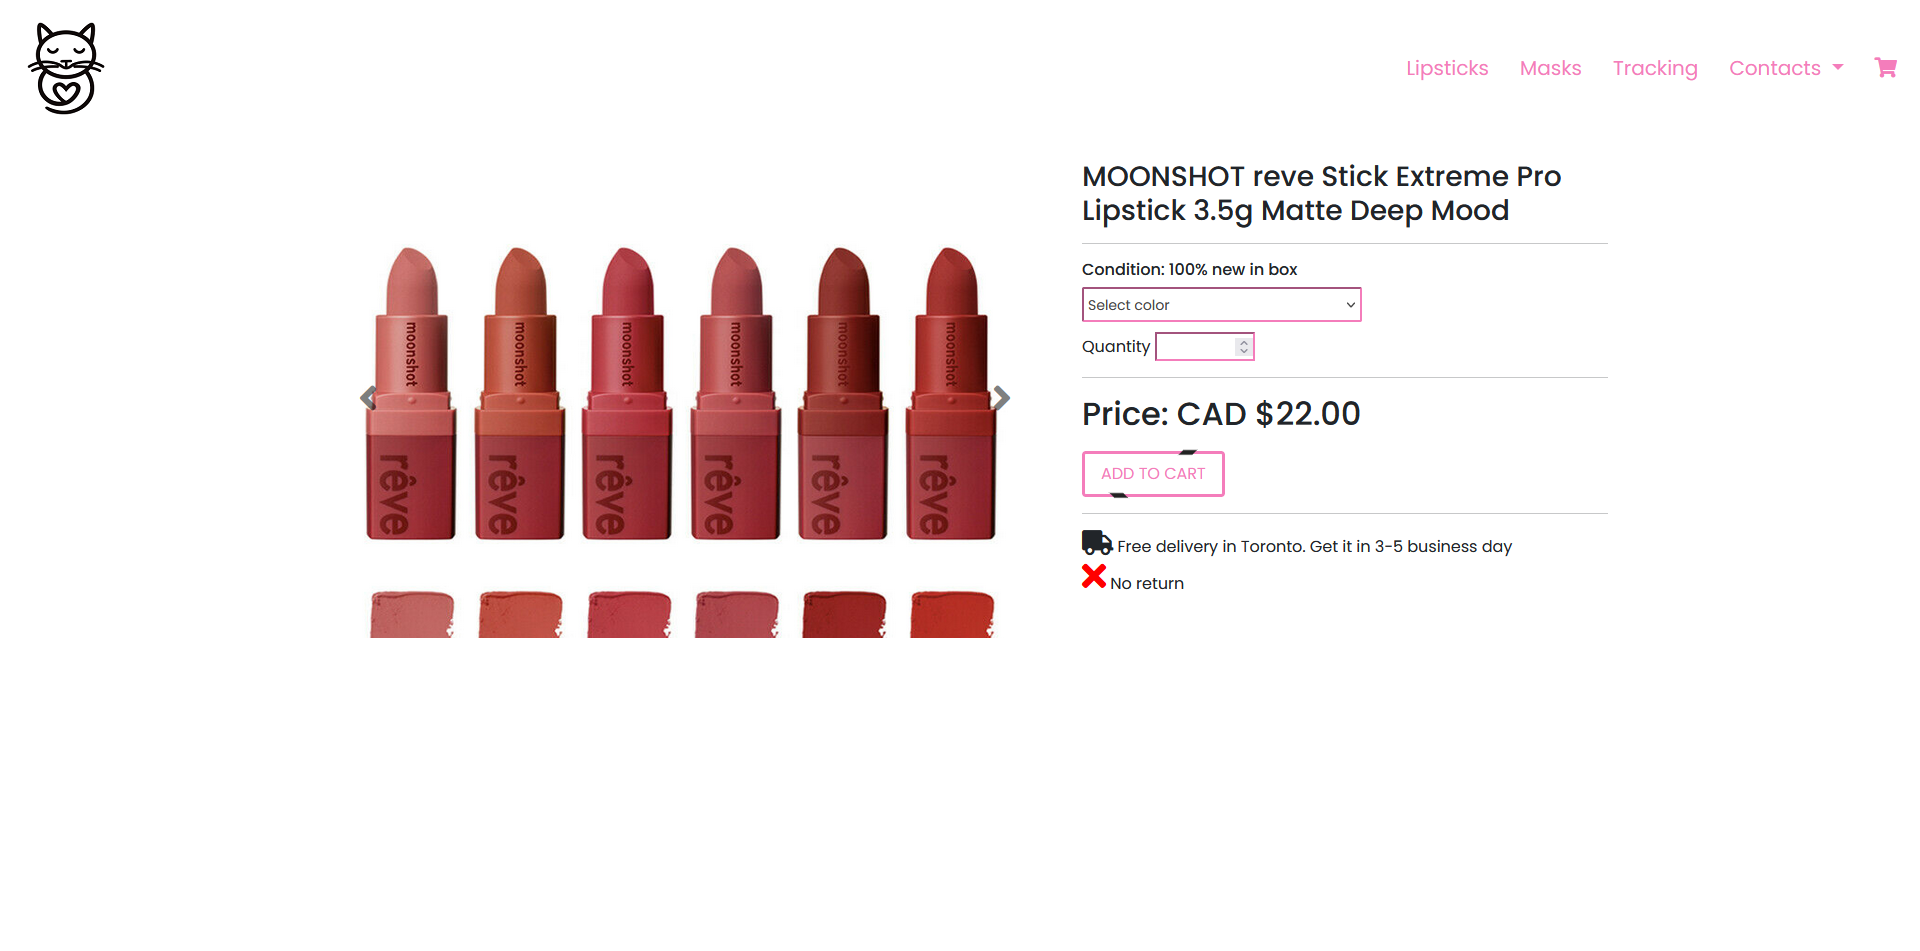 Lipsticks
Masks
Tracking
Contacts
MOONSHOT reve Stick Extreme Pro
Lipstick 3.5g Matte Deep Mood
Condition: 100% new in box
Select color
Quantity
Price: CAD $22.00
ADD TO CART
Free delivery in Toronto. Get it in 3-5 business day
No return
moonshot
moonshot
moonshot
moonshot
moonshot
moonshot
rêve
rêve
rêve
rêve
rêve
rêve